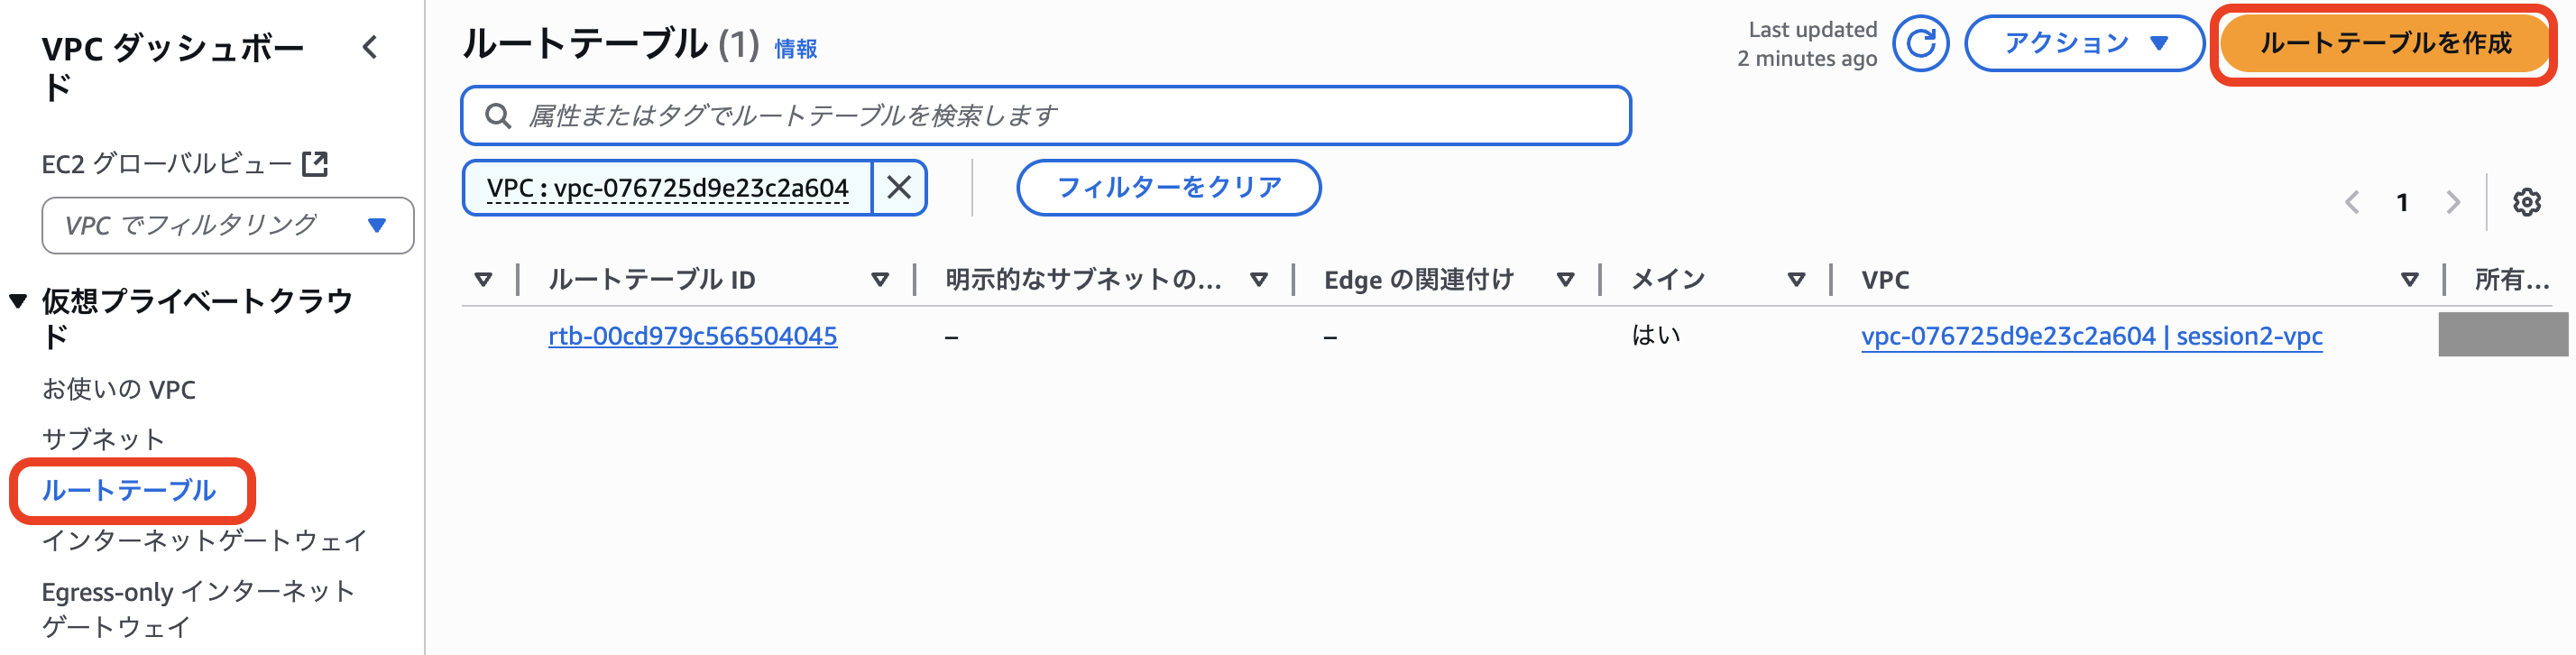 VPC ダッシュボー
ド
EC2 グローバルビュー
VPC でフィルタリング
仮想プライベートクラウ
ド
お使いの VPC
サブネット
ルートテーブル
インターネットゲートウェイ
Egress-only インターネット
ゲートウェイ
ルートテーブル (1) 情報
Last updated
2 minutes ago
アクション
ルートテーブルを作成
属性またはタグでルートテーブルを検索します
VPC : vpc-076725d9e23c2a604
フィルターをクリア
1
ルートテーブル ID 明示的なサブネットの... Edge の関連付け メイン VPC 所有...
rtb-00cd979c566504045 – – はい vpc-076725d9e23c2a604 | session2-vpc